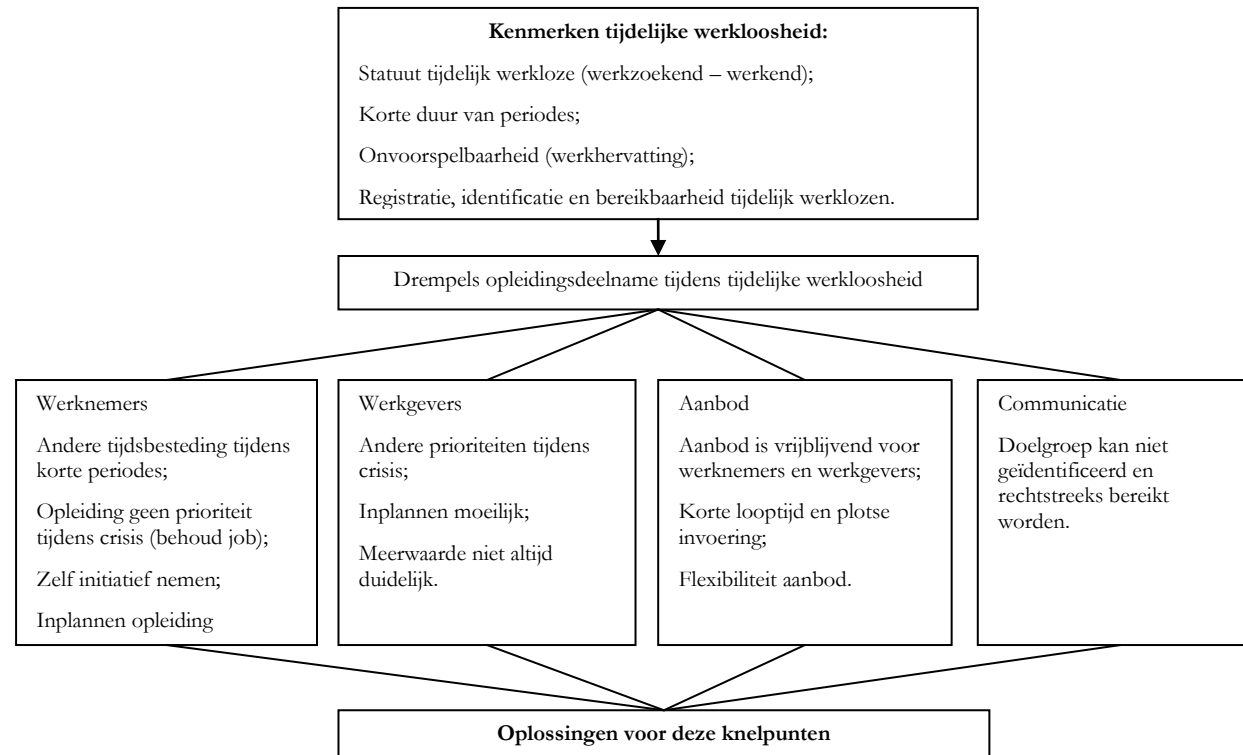 Kenmerken tijdelijke werkloosheid:
Statuut tijdelijk werkloze (werkzoekend – werkend);
Korte duur van periodes;
Onvoorspelbaarheid (werkhervatting);
Registratie, identificatie en bereikbaarheid tijdelijk werklozen.
Drempels opleidingsdeelname tijdens tijdelijke werkloosheid
Werknemers
Andere tijdsbesteding tijdens
korte periodes;
Opleiding geen prioriteit
tijdens crisis (behoud job);
Zelf initiatief nemen;
Inplannen opleiding
Werkgevers
Andere prioriteiten tijdens
crisis;
Inplannen moeilijk;
Meerwaarde niet altijd
duidelijk.
Aanbod
Aanbod is vrijblijvend voor
werknemers en werkgevers;
Korte looptijd en plotse
invoering;
Flexibiliteit aanbod.
Communicatie
Doelgroep kan niet
geïdentificeerd en
rechtstreeks bereikt
worden.
Oplossingen voor deze knelpunten